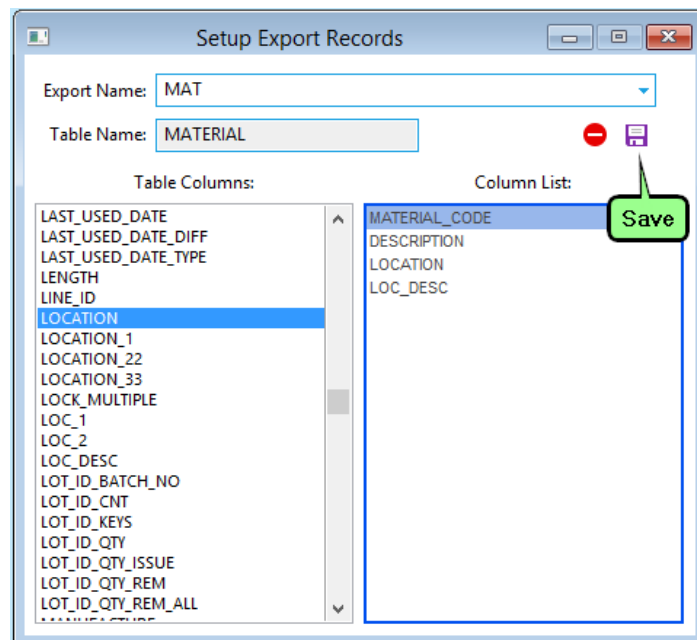 Setup Export Records
Export Name: MAT
Table Name: MATERIAL
Table Columns:
Column List:
Save
LAST_USED_DATE
LAST_USED_DATE_DIFF
LAST_USED_DATE_TYPE
LENGTH
LINE_ID
LOCATION
LOCATION_1
LOCATION_22
LOCATION_33
LOCK_MULTIPLE
LOC_1
LOC_2
LOC_DESC
LOT_ID_BATCH_NO
LOT_ID_CNT
LOT_ID_KEYS
LOT_ID_QTY
LOT_ID_QTY_ISSUE
LOT_ID_QTY_REM
LOT_ID_QTY_REM_ALL
MATERIAL_CODE
DESCRIPTION
LOCATION
LOC_DESC